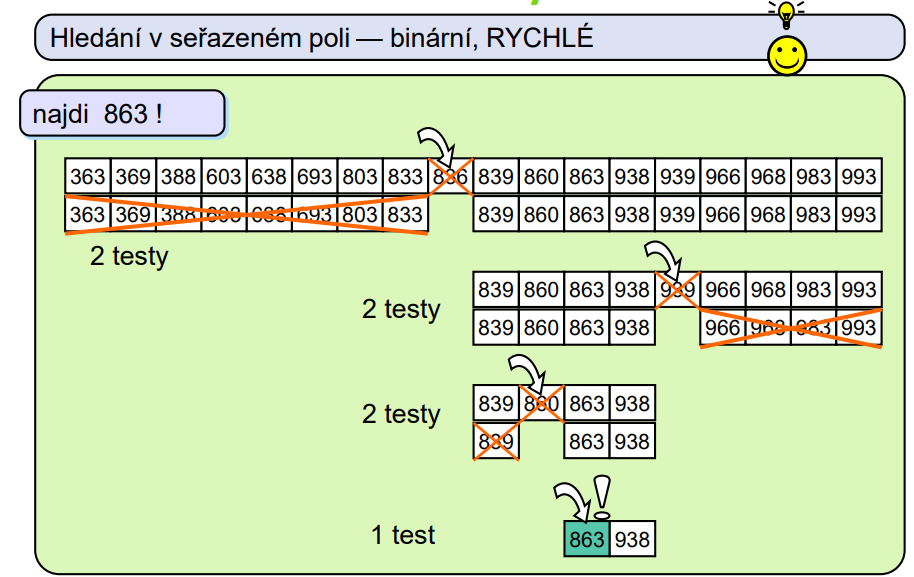 Hledání v seřazeném poli — binární, RYCHLÉ
najdi 863 !
363 369 388 603 638 693 803 833 836 839 860 863 938 939 966 968 983 993
363 369 388 603 638 693 803 833 839 860 863 938 939 966 968 983 993
2 testy
839 860 863 938 939 966 968 983 993
2 testy
839 860 863 938 966 968 983 993
839 860 863 938
2 testy
839 863 938
!
1 test
863 938